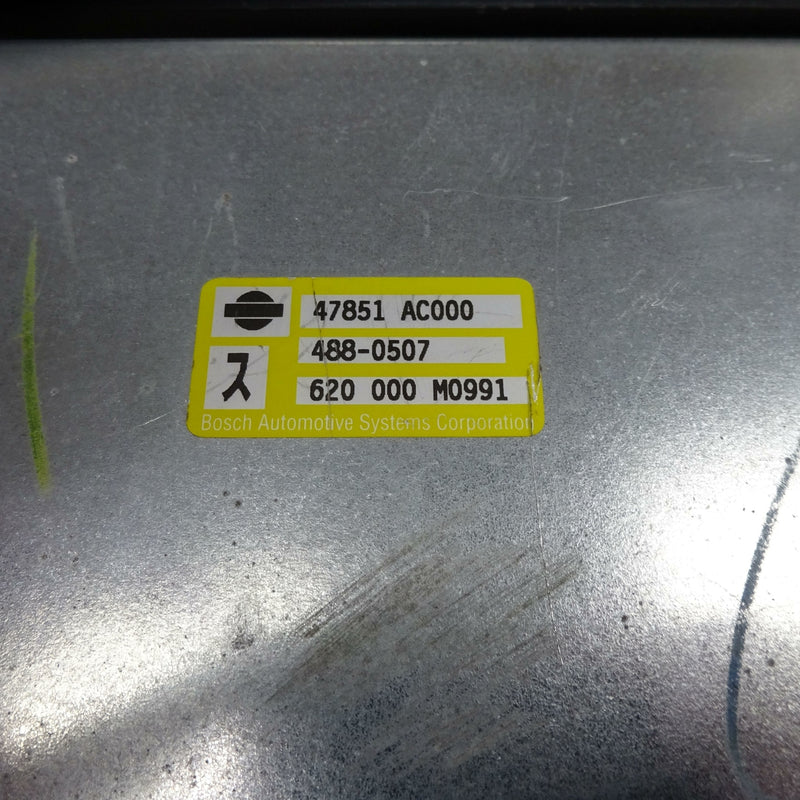 47851 AC000
488-0507
ス
620 000 M0991
Bosch Automotive Systems Corporation